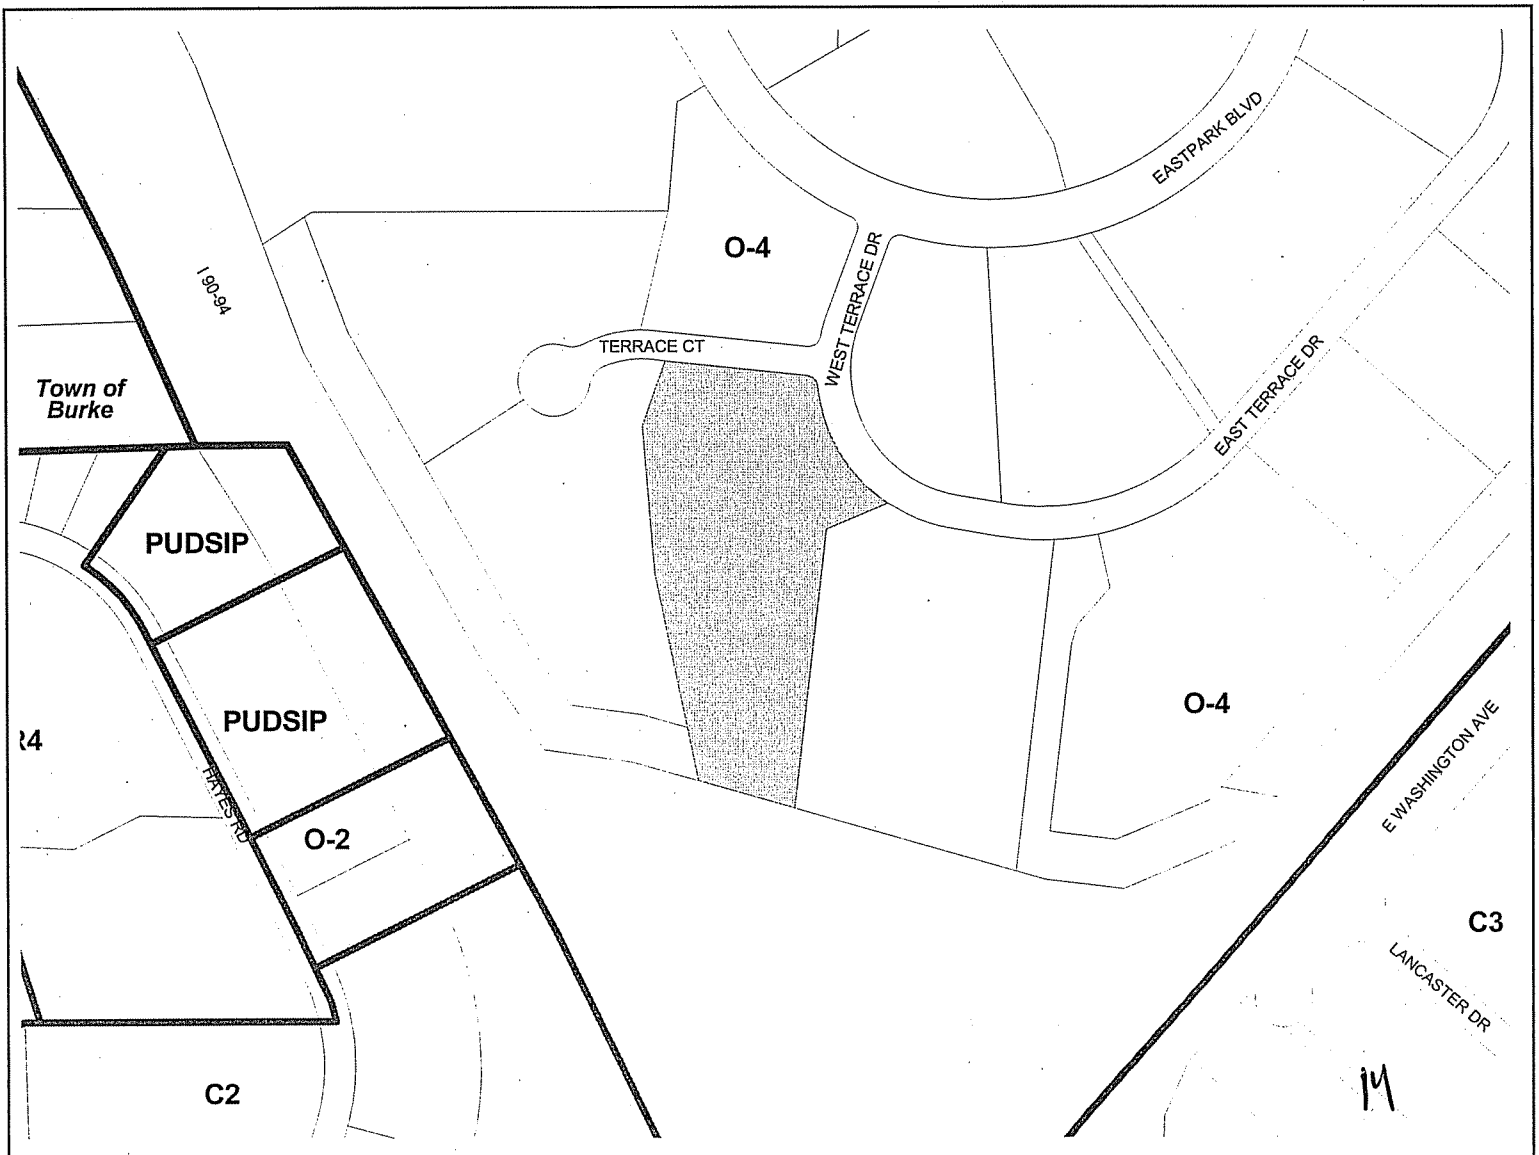 EASTPARK BLVD
O-4
WEST TERRACE DR
I 90-94
TERRACE CT
EAST TERRACE DR
Town of
Burke
PUDSIP
O-4
PUDSIP
E WASHINGTON AVE
HAYES RD
O-2
C3
LANCASTER DR
C2
14